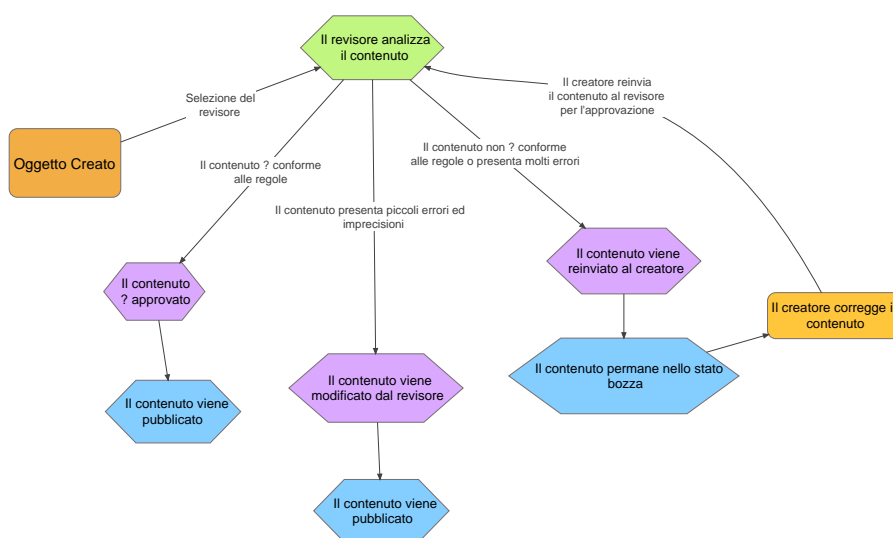 Il revisore analizza
il contenuto
Il creatore reinvia
il contenuto al revisore
per l'approvazione
Selezione del
revisore
Oggetto Creato
Il contenuto ? conforme
alle regole
Il contenuto non ? conforme
alle regole o presenta molti errori
Il contenuto presenta piccoli errori ed
imprecisioni
Il contenuto viene
reinviato al creatore
Il contenuto
? approvato
Il creatore corregge i
contenuto
Il contenuto permane nello stato
bozza
Il contenuto viene
modificato dal revisore
Il contenuto viene
pubblicato
Il contenuto viene
pubblicato